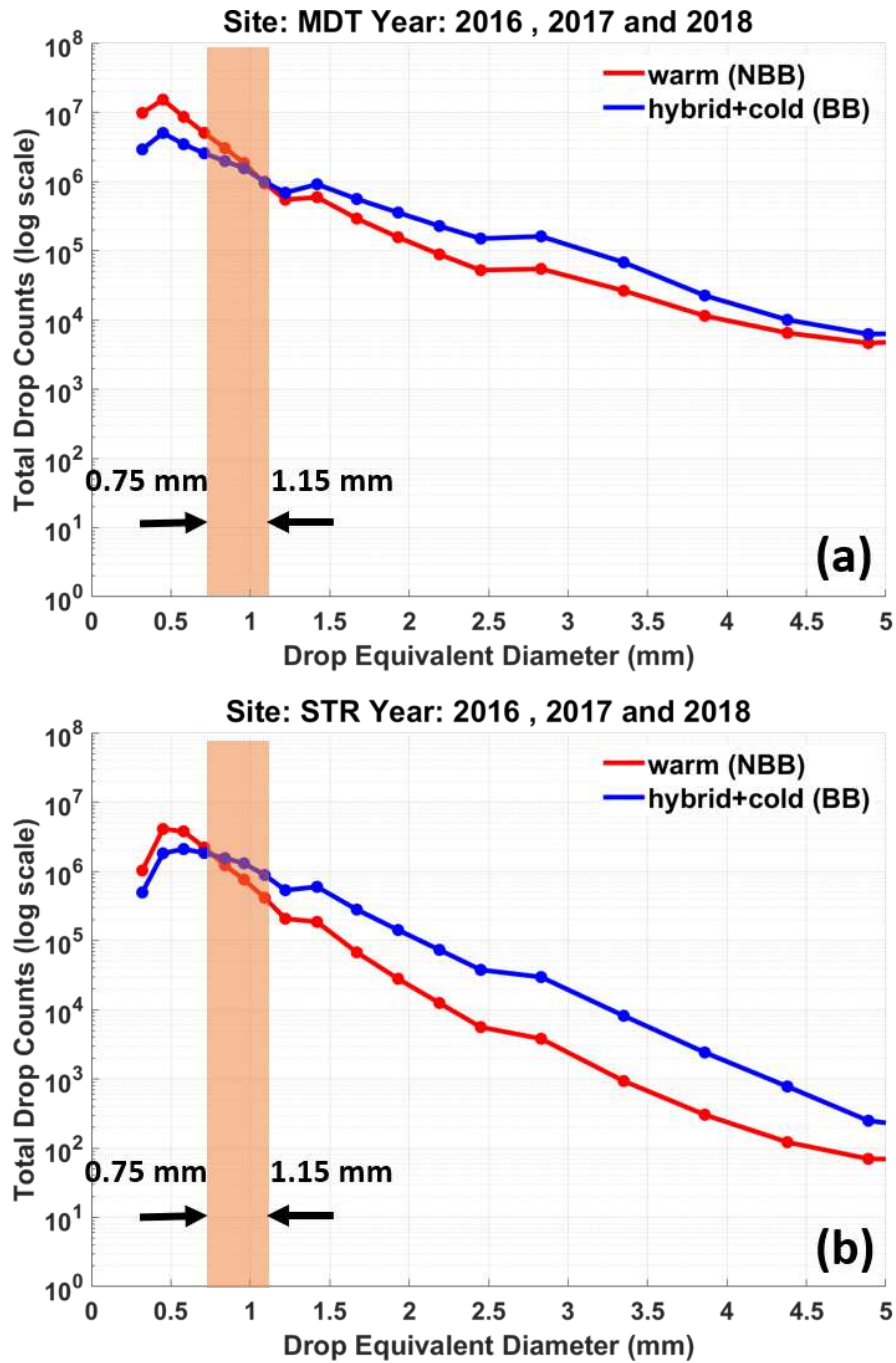 Site: MDT Year: 2016 , 2017 and 2018
10^8
10^7
10^6
10^5
10^4
10^3
10^2
10^1
10^0
Total Drop Counts (log scale)
warm (NBB)
hybrid+cold (BB)
0.75 mm 1.15 mm
(a)
0 0.5 1 1.5 2 2.5 3 3.5 4 4.5 5
Drop Equivalent Diameter (mm)
Site: STR Year: 2016 , 2017 and 2018
10^8
10^7
10^6
10^5
10^4
10^3
10^2
10^1
10^0
Total Drop Counts (log scale)
warm (NBB)
hybrid+cold (BB)
0.75 mm 1.15 mm
(b)
0 0.5 1 1.5 2 2.5 3 3.5 4 4.5 5
Drop Equivalent Diameter (mm)